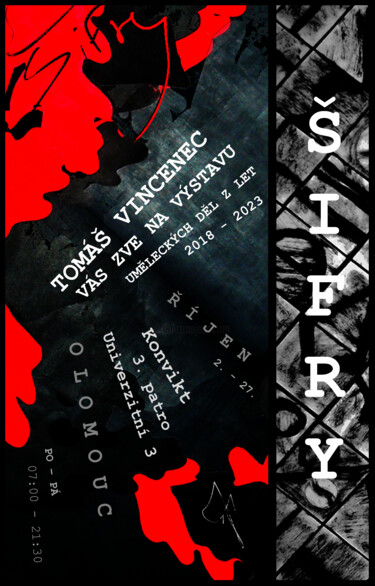 TOMÁŠ VINCENEC
VÁS ZVE NA VÝSTAVU
UMĚLECKÝCH DĚL Z LET
2018 - 2023
ŘÍJEN
2. - 27.
Konvikt
3. patro
Univerzitní 3
OLOMOUC
PO - PÁ
07:00 - 21:30
ŠIFRY